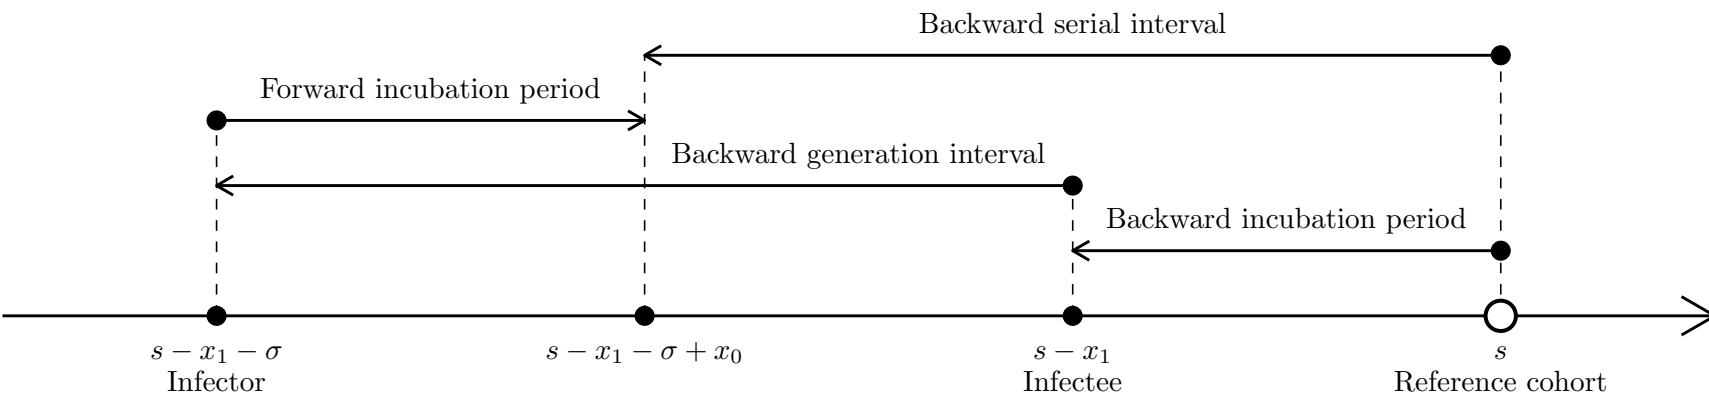 Backward serial interval
Forward incubation period
Backward generation interval
Backward incubation period
s − x₁ − σ
s − x₁ − σ + x₀
s − x₁
s
Infector
Infectee
Reference cohort